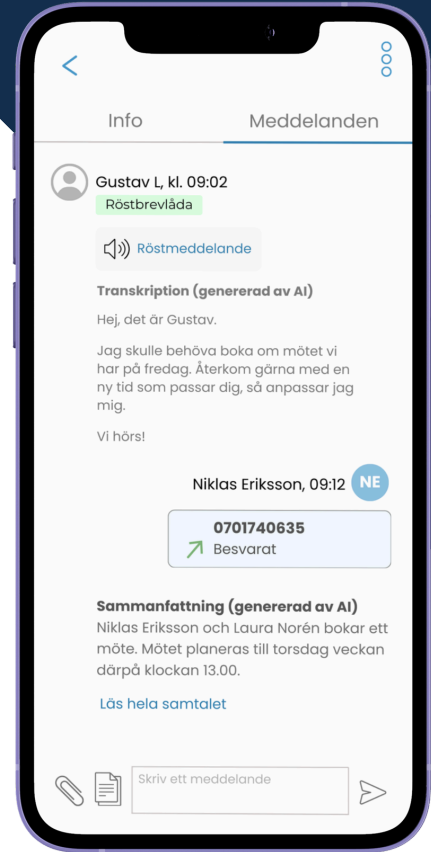 Info
Meddelanden
Gustav L, kl. 09:02
Röstbrevlåda
Röstmeddelande
Transkription (genererad av AI)
Hej, det är Gustav.
Jag skulle behöva boka om mötet vi
har på fredag. Återkom gärna med en
ny tid som passar dig, så anpassar jag
mig.
Vi hörs!
Niklas Eriksson, 09:12
NE
0701740635
Besvarat
Sammanfattning (genererad av AI)
Niklas Eriksson och Laura Norén bokar ett
möte. Mötet planeras till torsdag veckan
därpå klockan 13.00.
Läs hela samtalet
Skriv ett meddelande